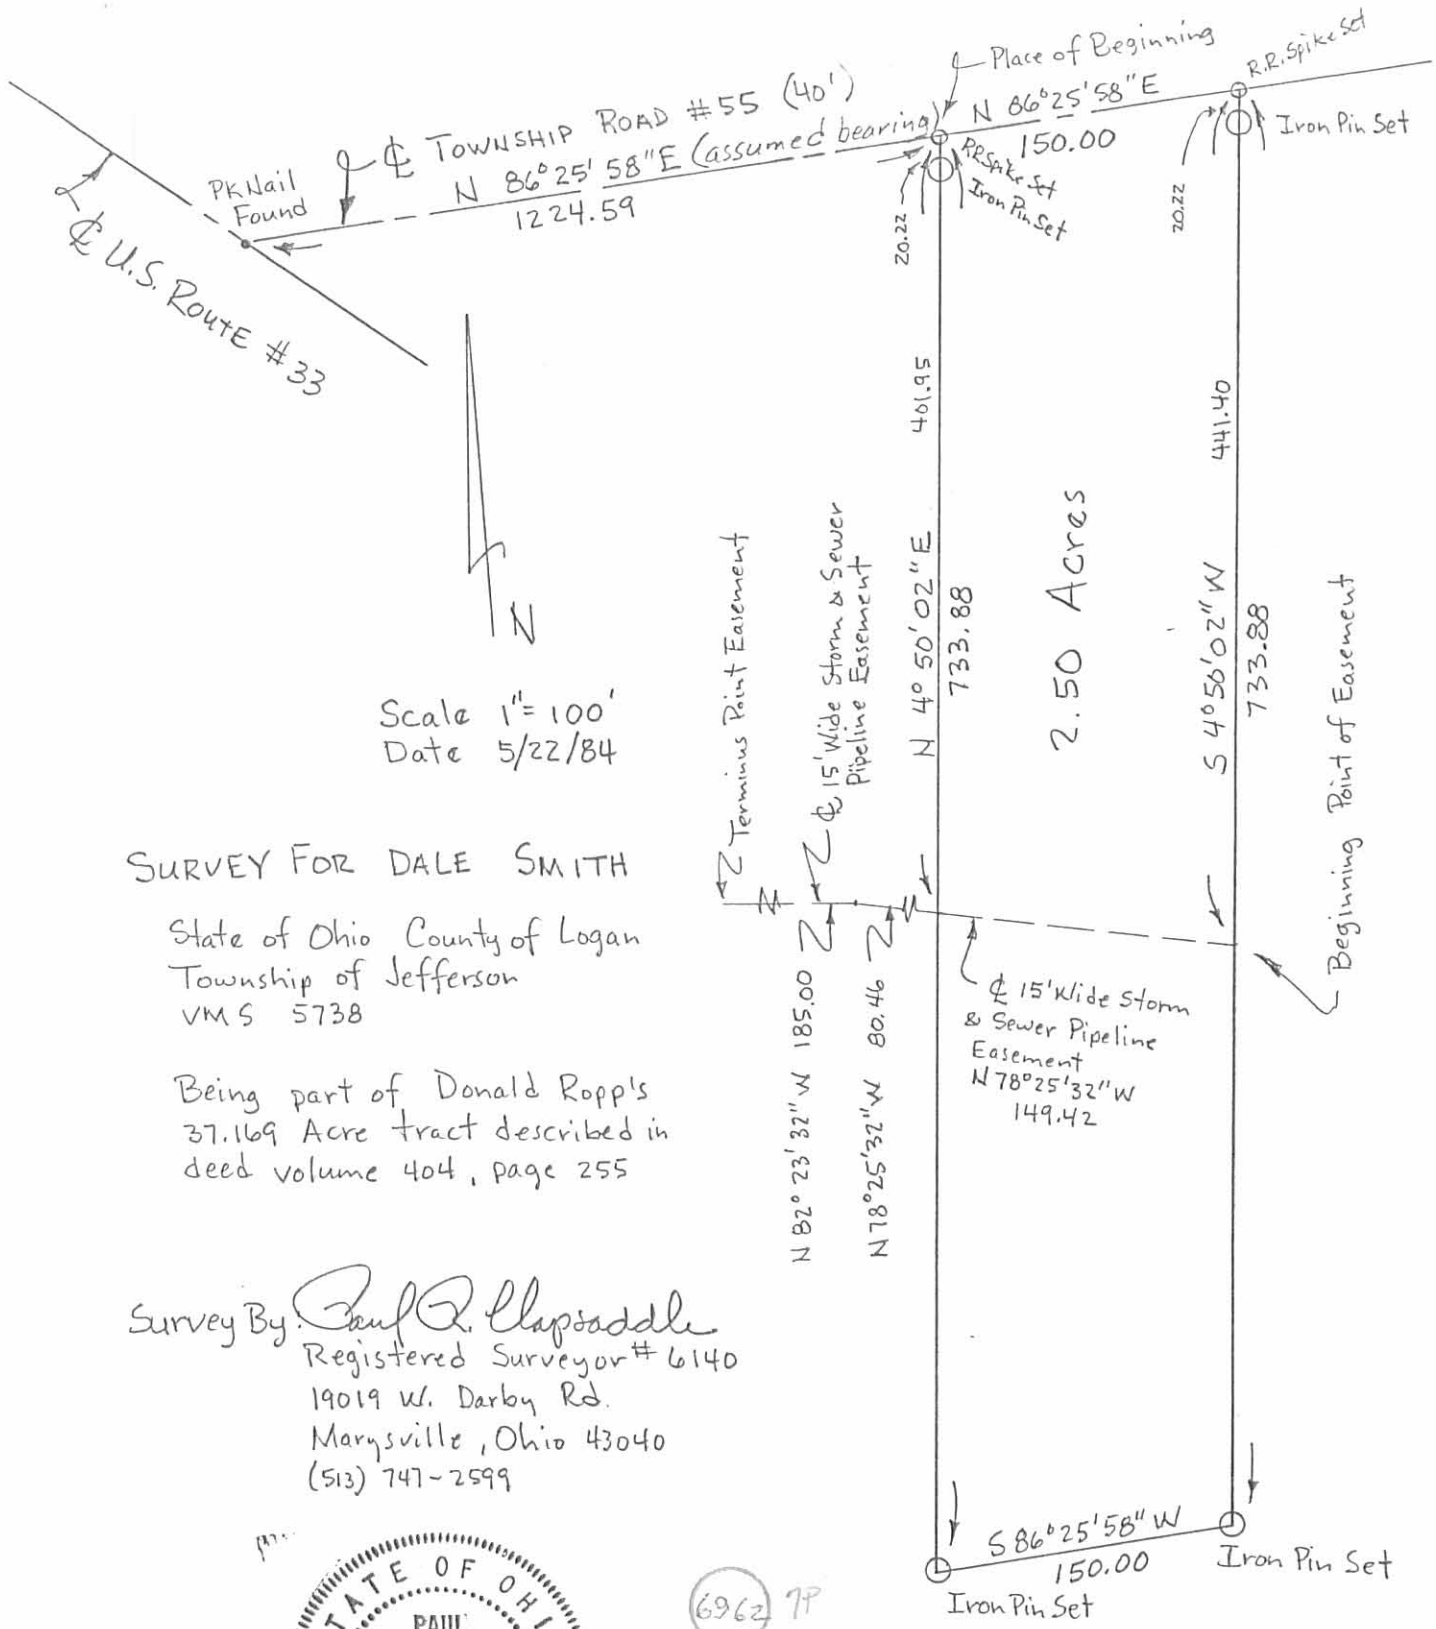 Place of Beginning
R.R. Spike Set
N 86°25'58"E
150.00
Iron Pin Set
20.22
℄ TOWNSHIP ROAD #55 (40')
N 86°25'58"E (assumed bearing)
1224.59
PK Nail
Found
℄ U.S. ROUTE #33
RR Spike Set
Iron Pin Set
20.22
401.95
441.40
N 4°50'02"E
733.88
2.50 Acres
S 4°50'02"W
733.88
Beginning Point of Easement
Terminus Point Easement
℄ 15' Wide Storm & Sewer
Pipeline Easement
N
Scale 1"=100'
Date 5/22/84
SURVEY FOR DALE SMITH
State of Ohio County of Logan
Township of Jefferson
VMS 5738
Being part of Donald Ropp's
37.169 Acre tract described in
deed volume 404, page 255
N 82°23'32"W 185.00
N 78°25'32"W 80.46
℄ 15' Wide Storm
& Sewer Pipeline
Easement
N 78°25'32"W
149.42
Survey By: Paul R. Clapsaddle
Registered Surveyor # 6140
19019 W. Darby Rd.
Marysville, Ohio 43040
(513) 747-2599
S 86°25'58"W
150.00
Iron Pin Set
Iron Pin Set
STATE OF OHI
PAUL
6962